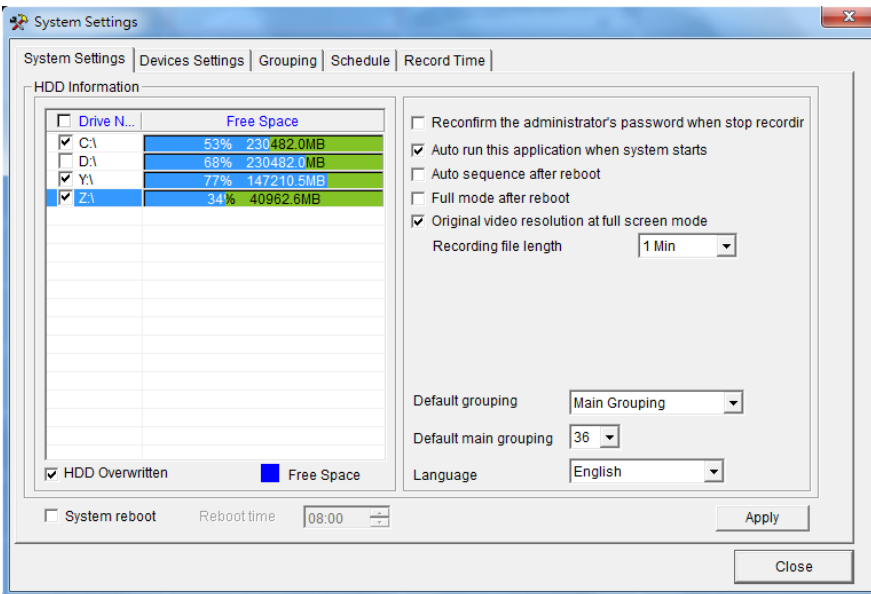 System Settings
System Settings Devices Settings Grouping Schedule Record Time
HDD Information
Drive N... Free Space
C:\ 53% 230482.0MB
D:\ 68% 230482.0MB
Y:\ 77% 147210.5MB
Z:\ 34% 40962.6MB
HDD Overwritten Free Space
Reconfirm the administrator's password when stop recordir
Auto run this application when system starts
Auto sequence after reboot
Full mode after reboot
Original video resolution at full screen mode
Recording file length 1 Min
Default grouping Main Grouping
Default main grouping 36
Language English
System reboot Reboot time 08:00 Apply
Close